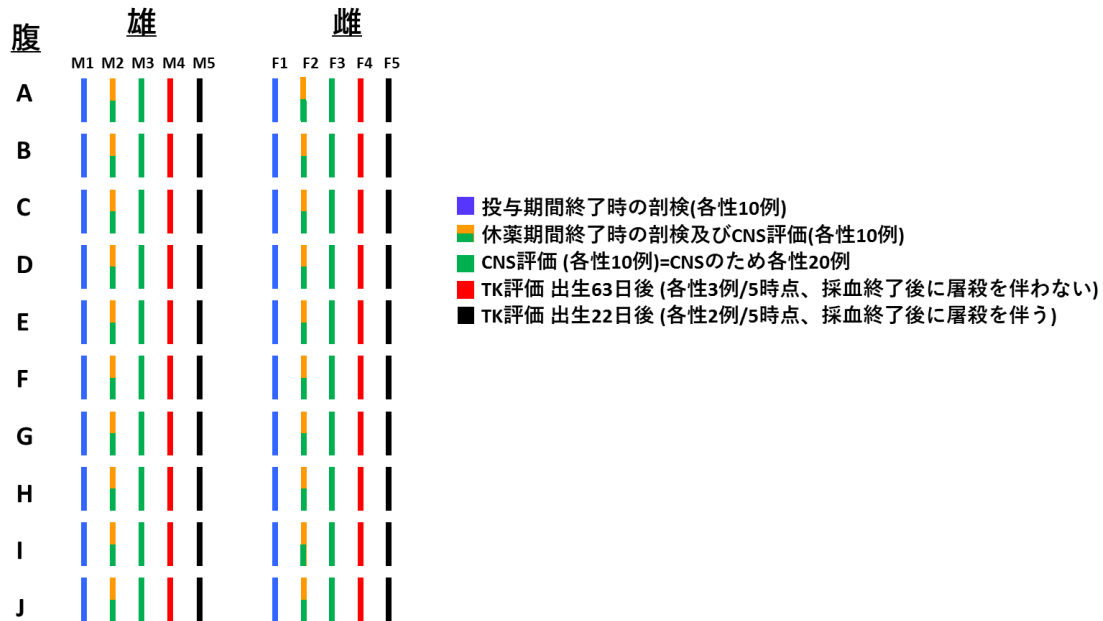 腹
雄 雌
M1 M2 M3 M4 M5 F1 F2 F3 F4 F5
A
B
C
D
E
F
G
H
I
J
投与期間終了時の剖検(各性10例)
休薬期間終了時の剖検及びCNS評価(各性10例)
CNS評価 (各性10例)=CNSのため各性20例
TK評価 出生63日後 (各性3例/5時点、採血終了後に屠殺を伴わない)
TK評価 出生22日後 (各性2例/5時点、採血終了後に屠殺を伴う)